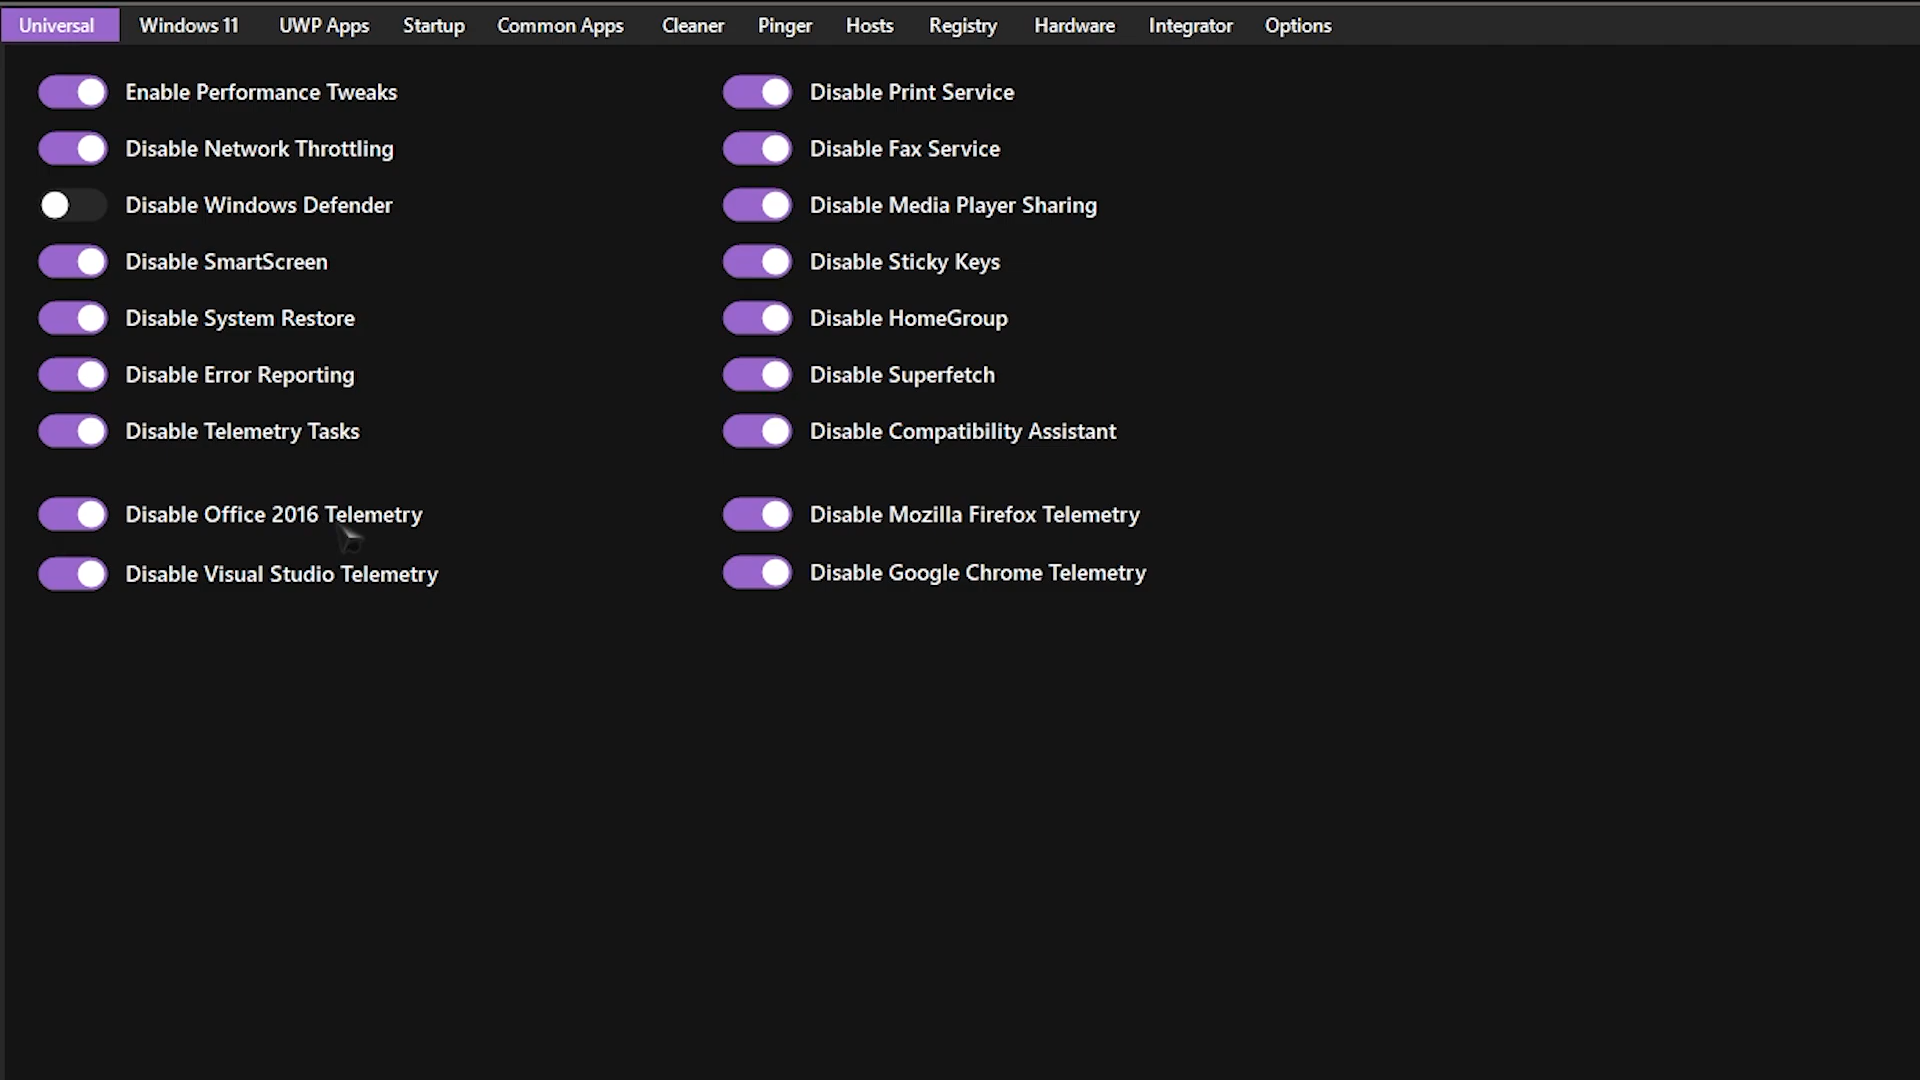 Universal Windows 11 UWP Apps Startup Common Apps Cleaner Pinger Hosts Registry Hardware Integrator Options
Enable Performance Tweaks
Disable Network Throttling
Disable Windows Defender
Disable SmartScreen
Disable System Restore
Disable Error Reporting
Disable Telemetry Tasks
Disable Office 2016 Telemetry
Disable Visual Studio Telemetry
Disable Print Service
Disable Fax Service
Disable Media Player Sharing
Disable Sticky Keys
Disable HomeGroup
Disable Superfetch
Disable Compatibility Assistant
Disable Mozilla Firefox Telemetry
Disable Google Chrome Telemetry